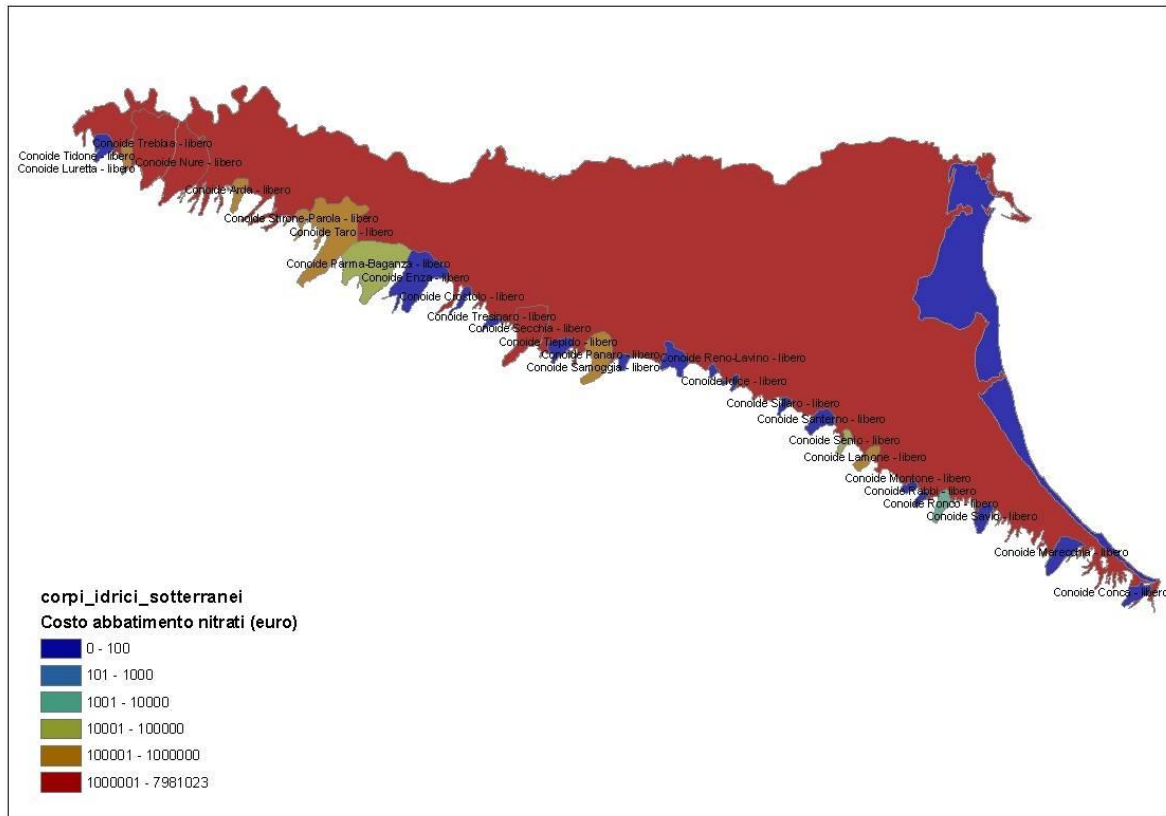 Conoide Trebbia - libero
Conoide Tidone - libero
Conoide Nure - libero
Conoide Luretta - libero
Conoide Arda - libero
Conoide Stirone-Parola - libero
Conoide Taro - libero
Conoide Parma-Baganza - libero
Conoide Enza - libero
Conoide Crostolo - libero
Conoide Tresinaro - libero
Conoide Secchia - libero
Conoide Tiepido - libero
Conoide Panaro - libero
Conoide Reno-Lavino - libero
Conoide Samoggia - libero
Conoide Idice - libero
Conoide Sillaro - libero
Conoide Santerno - libero
Conoide Senio - libero
Conoide Lamone - libero
Conoide Montone - libero
Conoide Rabbi - libero
Conoide Ronco - libero
Conoide Savio - libero
Conoide Marecchia - libero
Conoide Conca - libero
corpi_idrici_sotterranei
Costo abbatimento nitrati (euro)
0 - 100
101 - 1000
1001 - 10000
10001 - 100000
100001 - 1000000
1000001 - 7981023